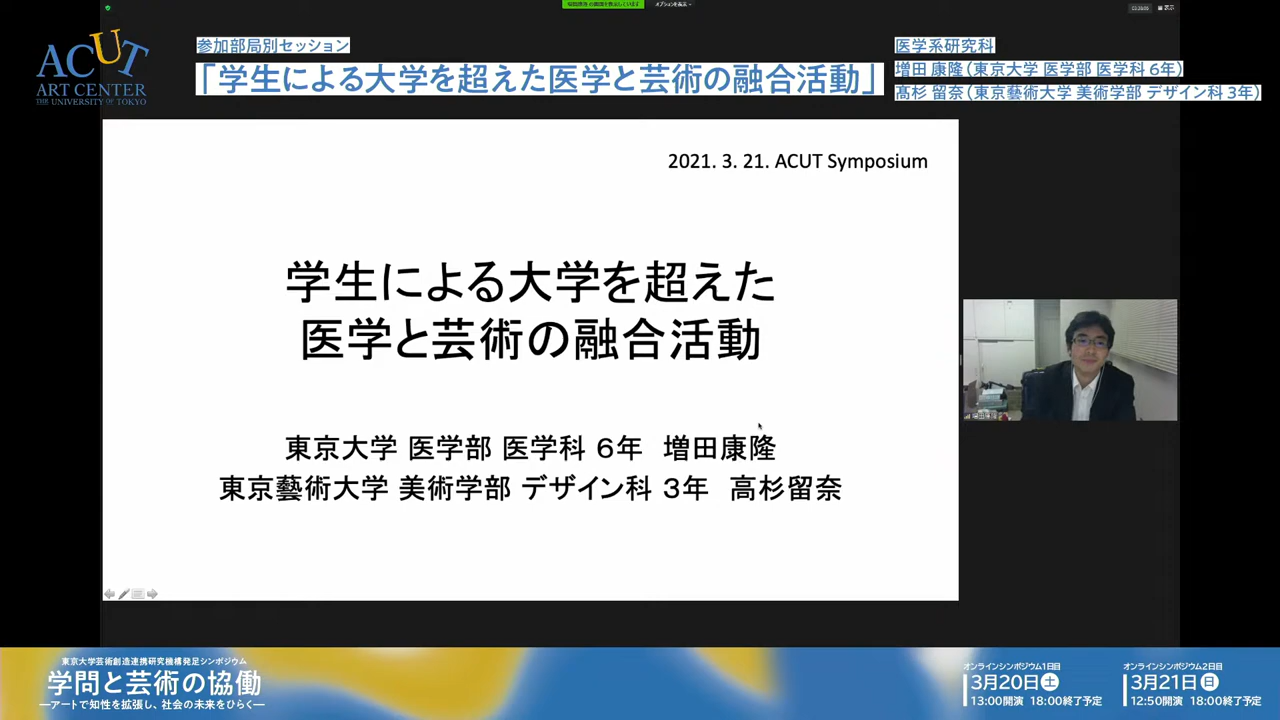 ACUT
ART CENTER
THE UNIVERSITY OF TOKYO
参加部局別セッション
「学生による大学を超えた医学と芸術の融合活動」
医学系研究科
増田 康隆(東京大学 医学部 医学科 6年)
髙杉 留奈(東京藝術大学 美術学部 デザイン科 3年)
2021. 3. 21. ACUT Symposium
学生による大学を超えた
医学と芸術の融合活動
東京大学 医学部 医学科 6年 増田康隆
東京藝術大学 美術学部 デザイン科 3年 高杉留奈
東京大学芸術創造連携研究機構発足シンポジウム
学問と芸術の協働
―アートで知性を拡張し、社会の未来をひらく―
オンラインシンポジウム1日目
3月20日 土
13:00開演 18:00終了予定
オンラインシンポジウム2日目
3月21日 日
12:50開演 18:00終了予定